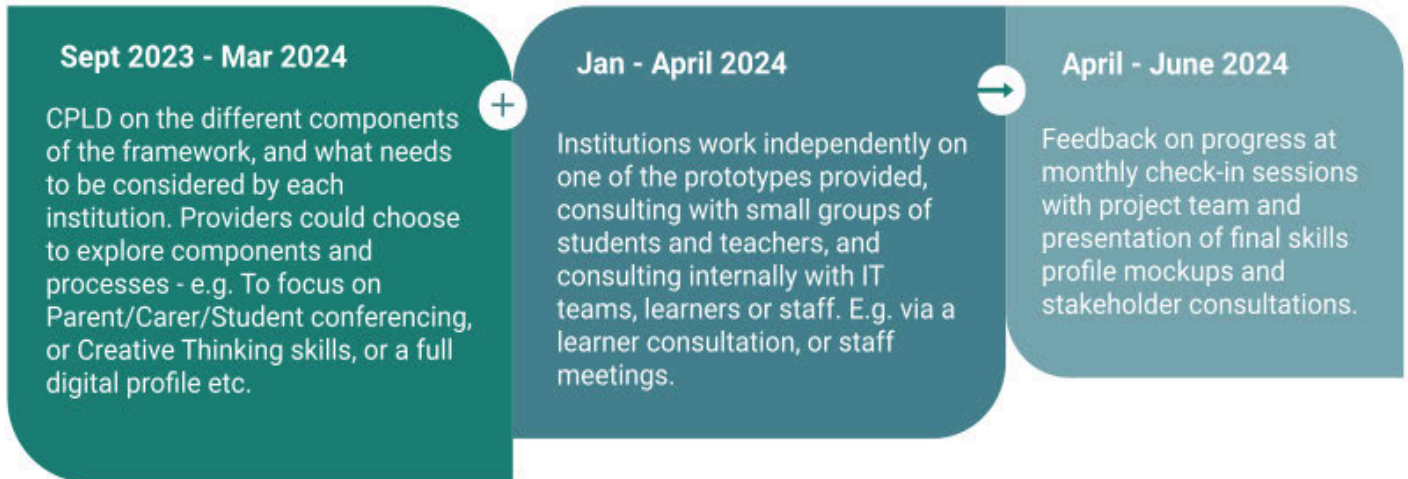 Sept 2023 - Mar 2024
CPLD on the different components
of the framework, and what needs
to be considered by each
institution. Providers could choose
to explore components and
processes - e.g. To focus on
Parent/Carer/Student conferencing,
or Creative Thinking skills, or a full
digital profile etc.
+
Jan - April 2024
Institutions work independently on
one of the prototypes provided,
consulting with small groups of
students and teachers, and
consulting internally with IT
teams, learners or staff. E.g. via a
learner consultation, or staff
meetings.
April - June 2024
Feedback on progress at
monthly check-in sessions
with project team and
presentation of final skills
profile mockups and
stakeholder consultations.